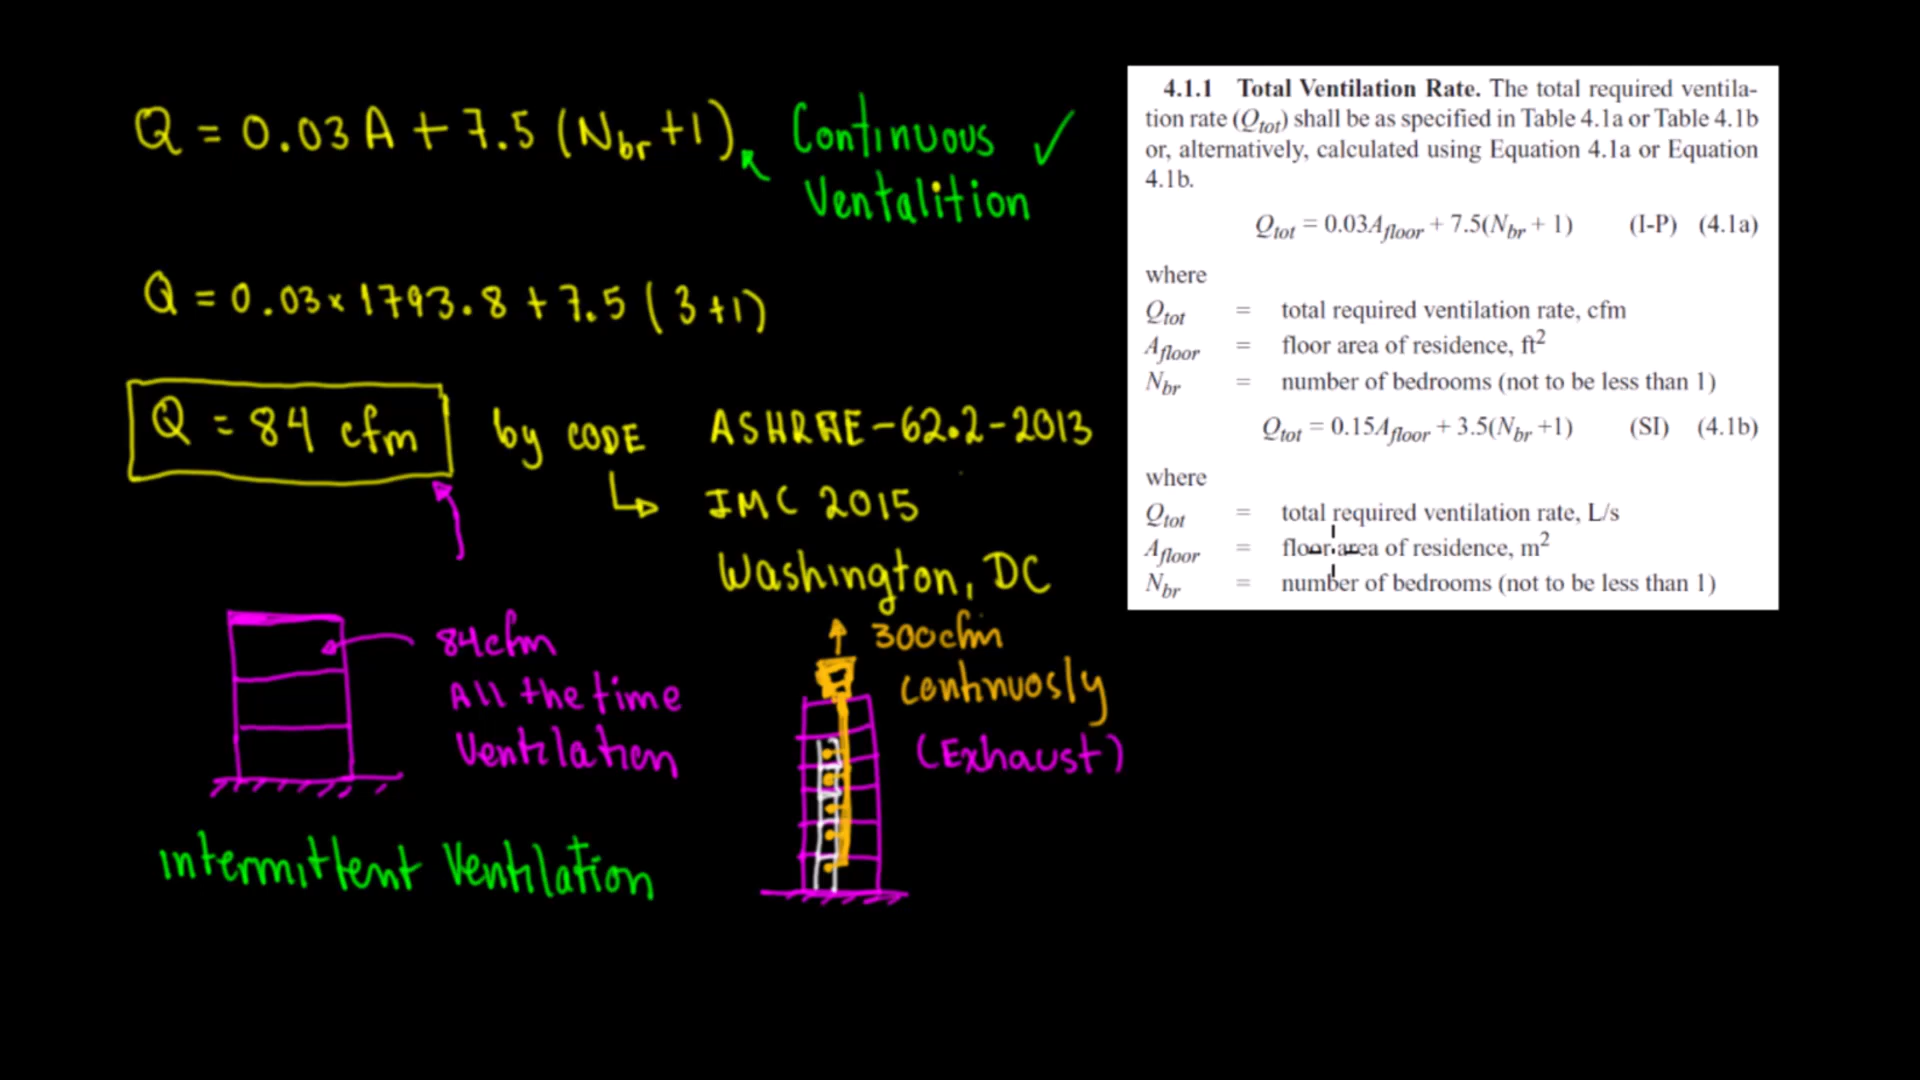 Q = 0.03 A + 7.5 (Nbr + 1)
Continuous ✓
Ventalition
Q = 0.03 x 1793.8 + 7.5 (3+1)
Q = 84 cfm
by CODE
ASHRAE-62.2-2013
IMC 2015
Washington, DC
84cfm
All the time
Ventilation
300cfm
continuosly
(Exhaust)
intermittent Ventilation
4.1.1 Total Ventilation Rate. The total required ventila-
tion rate (Qtot) shall be as specified in Table 4.1a or Table 4.1b
or, alternatively, calculated using Equation 4.1a or Equation
4.1b.
Qtot = 0.03Afloor + 7.5(Nbr + 1) (I-P) (4.1a)
where
Qtot = total required ventilation rate, cfm
Afloor = floor area of residence, ft²
Nbr = number of bedrooms (not to be less than 1)
Qtot = 0.15Afloor + 3.5(Nbr +1) (SI) (4.1b)
where
Qtot = total required ventilation rate, L/s
Afloor = floor area of residence, m²
Nbr = number of bedrooms (not to be less than 1)